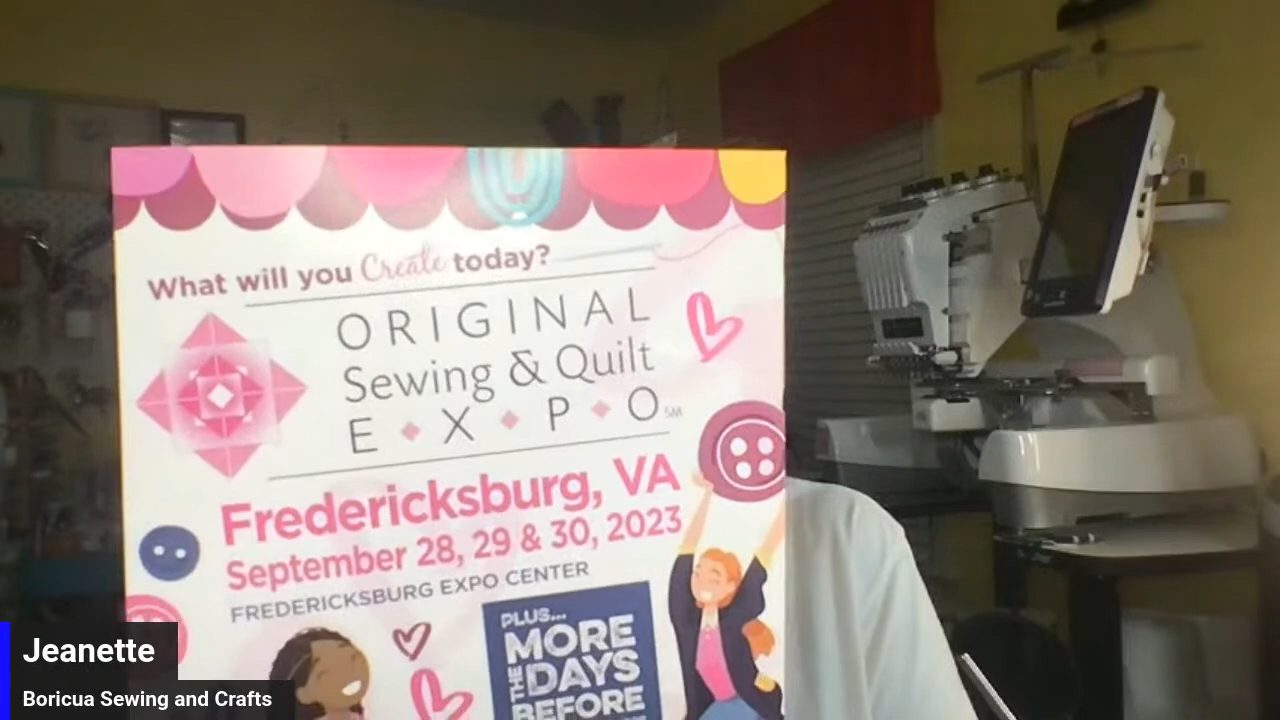 What will you Create today?
ORIGINAL
Sewing & Quilt
E X P O SM
Fredericksburg, VA
September 28, 29 & 30, 2023
FREDERICKSBURG EXPO CENTER
PLUS...
MORE
THE DAYS
BEFORE
Jeanette
Boricua Sewing and Crafts